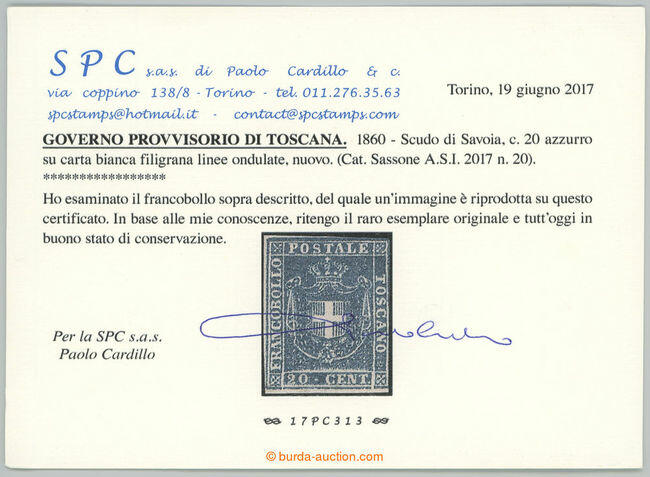 SPC s.a.s. di Paolo Cardillo & c.
via coppino 138/8 - Torino - tel. 011.276.35.63
spcstamps@hotmail.it - contact@spcstamps.com
Torino, 19 giugno 2017
GOVERNO PROVVISORIO DI TOSCANA. 1860 - Scudo di Savoia, c. 20 azzurro
su carta bianca filigrana linee ondulate, nuovo. (Cat. Sassone A.S.I. 2017 n. 20).
*****************
Ho esaminato il francobollo sopra descritto, del quale un'immagine è riprodotta su questo
certificato. In base alle mie conoscenze, ritengo il raro esemplare originale e tutt'oggi in
buono stato di conservazione.
POSTALE
FRANCOBOLLO
TOSCANO
20 - CENT.
Per la SPC s.a.s.
Paolo Cardillo
17PC313
© burda-auction.com